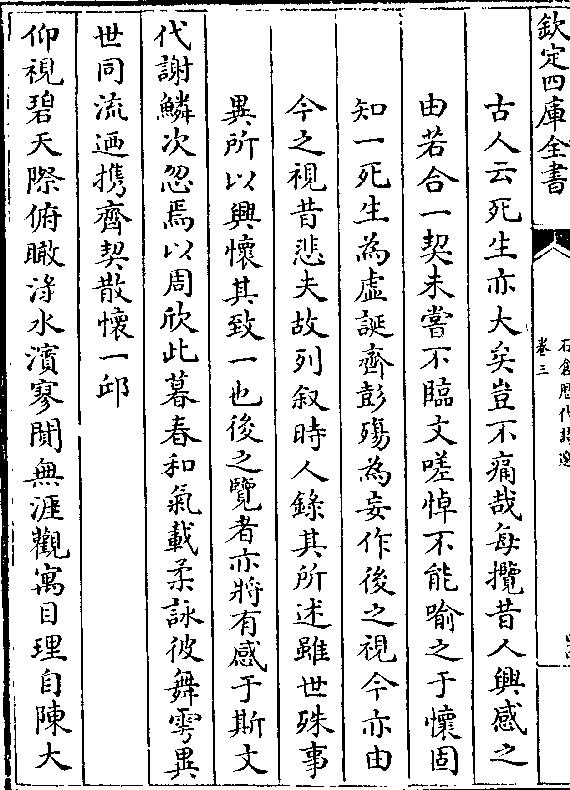 欽定四庫全書
石倉歴代詩選
卷三
古人云死生亦大矣豈不痛哉每攬昔人興感之
由若合一契未嘗不臨文嗟悼不能喻之于懷固
知一死生為虛誕齊彭殤為妄作後之視今亦由
今之視昔悲夫故列叙時人錄其所述雖世殊事
異所以興懷其致一也後之覽者亦將有感于斯文
代謝鱗次忽焉以周欣此暮春和氣載柔詠彼舞雩異
世同流迺携齊契散懷一邱
仰視碧天際俯瞰淥水濱寥閴無涯觀寓目理自陳大